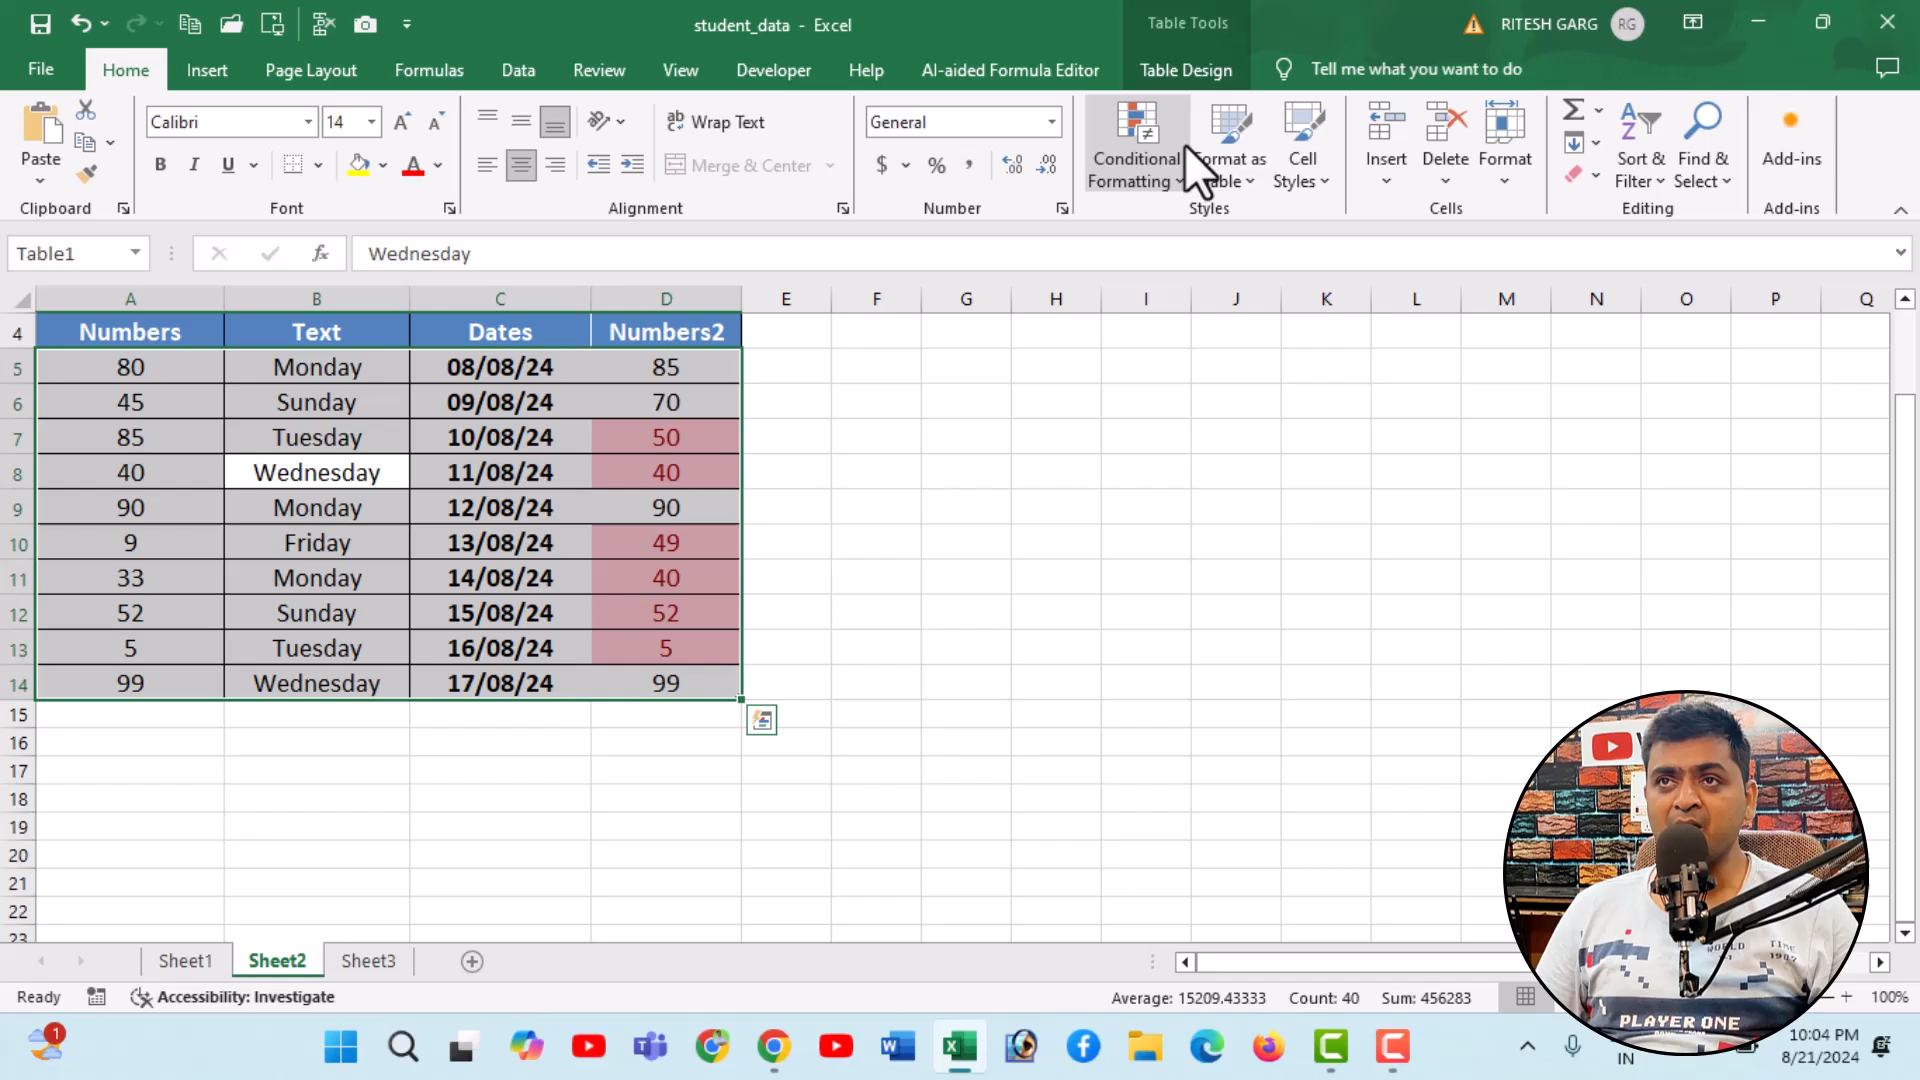 student_data - Excel
Table Tools
RITESH GARG
RG
File Home Insert Page Layout Formulas Data Review View Developer Help AI-aided Formula Editor Table Design Tell me what you want to do
Paste
Clipboard
Calibri 14
B I U A
Font
ab Wrap Text
Merge & Center
Alignment
General
$ % ,
Number
Conditional Formatting
Format as Table
Cell Styles
Styles
Insert Delete Format
Cells
Sort & Filter
Find & Select
Editing
Add-ins
Add-ins
Table1 fx Wednesday
A B C D E F G H I J K L M N O P Q
4 Numbers Text Dates Numbers2
5 80 Monday 08/08/24 85
6 45 Sunday 09/08/24 70
7 85 Tuesday 10/08/24 50
8 40 Wednesday 11/08/24 40
9 90 Monday 12/08/24 90
10 9 Friday 13/08/24 49
11 33 Monday 14/08/24 40
12 52 Sunday 15/08/24 52
13 5 Tuesday 16/08/24 5
14 99 Wednesday 17/08/24 99
15
16
17
18
19
20
21
22
23
WORLD TIME
PLAYER ONE
Sheet1 Sheet2 Sheet3
Ready Accessibility: Investigate Average: 15209.43333 Count: 40 Sum: 456283 100%
1
IN
10:04 PM
8/21/2024